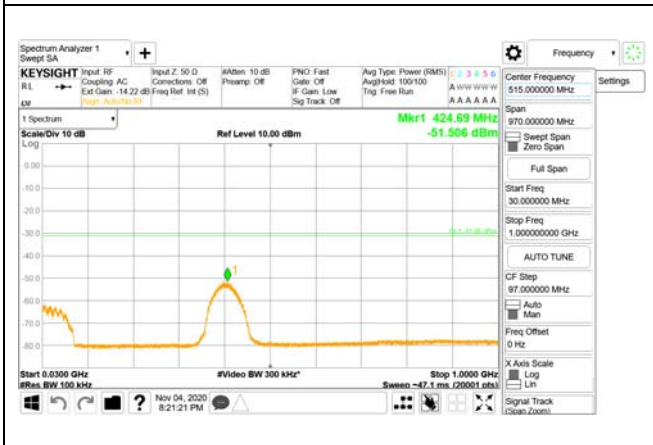 Spectrum Analyzer 1
Swept SA
Frequency
KEYSIGHT
Input: RF
Coupling: AC
Ext Gain: -14.22 dB
Align: Auto/No RF
Input Z: 50 Ω
Corrections: Off
Freq Ref: Int (S)
#Atten: 10 dB
Preamp: Off
PNO: Fast
Gate: Off
IF Gain: Low
Sig Track: Off
Avg Type: Power (RMS)
Avg|Hold: 100/100
Trig: Free Run
1 2 3 4 5 6
A W W W W W
A A A A A A
RL
1 Spectrum
Scale/Div 10 dB
Log
Ref Level 10.00 dBm
Mkr1 424.69 MHz
-51.506 dBm
0.00
-10.0
-20.0
-30.0
-40.0
-50.0
-60.0
-70.0
-80.0
1
Start 0.0300 GHz
#Res BW 100 kHz
#Video BW 300 kHz*
Stop 1.0000 GHz
Sweep ~47.1 ms (20001 pts)
Center Frequency
515.000000 MHz
Settings
Span
970.000000 MHz
Swept Span
Zero Span
Full Span
Start Freq
30.000000 MHz
Stop Freq
1.000000000 GHz
AUTO TUNE
CF Step
97.000000 MHz
Auto
Man
Freq Offset
0 Hz
X Axis Scale
Log
Lin
Signal Track
(Span Zoom)
Nov 04, 2020
8:21:21 PM